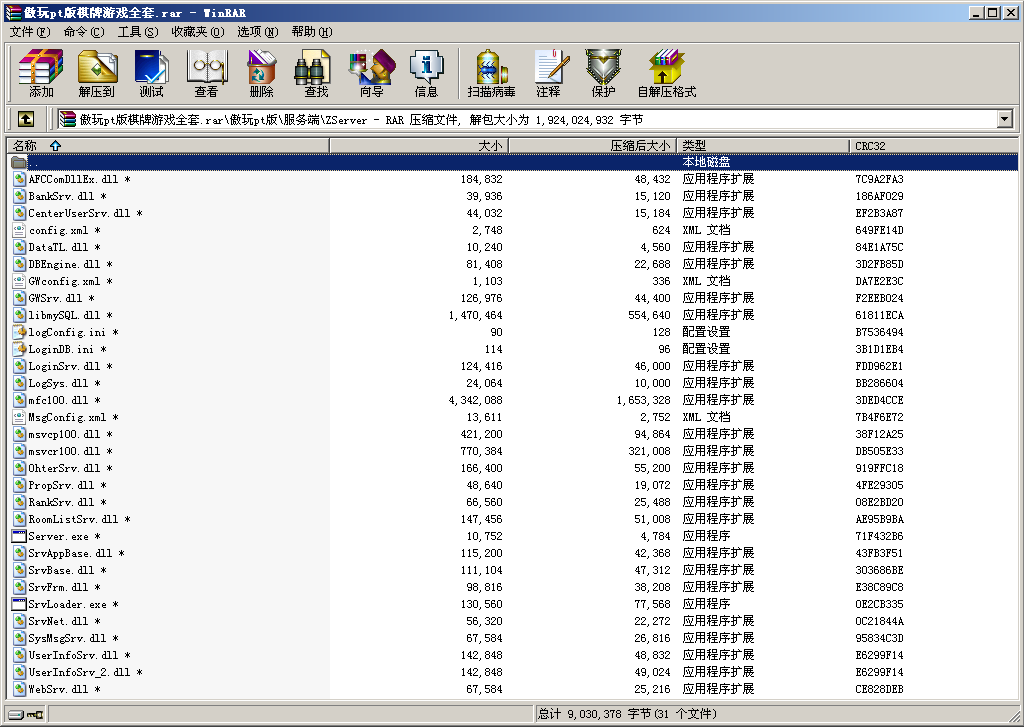 傲玩pt版棋牌游戏全套.rar - WinRAR
文件(F) 命令(C) 工具(S) 收藏夹(O) 选项(N) 帮助(H)
添加 解压到 测试 查看 删除 查找 向导 信息 扫描病毒 注释 保护 自解压格式
傲玩pt版棋牌游戏全套.rar\傲玩pt版\服务端\ZServer - RAR 压缩文件, 解包大小为 1,924,024,932 字节
名称 大小 压缩后大小 类型 CRC32
.. 本地磁盘
AFCComDllEx.dll * 184,832 48,432 应用程序扩展 7C9A2FA3
BankSrv.dll * 39,936 15,120 应用程序扩展 186AF029
CenterUserSrv.dll * 44,032 15,184 应用程序扩展 EF2B3A87
config.xml * 2,748 624 XML 文档 649FE14D
DataTL.dll * 10,240 4,560 应用程序扩展 84E1A75C
DBEngine.dll * 81,408 22,688 应用程序扩展 3D2FB85D
GWconfig.xml * 1,103 336 XML 文档 DA7E2E3C
GWSrv.dll * 126,976 44,400 应用程序扩展 F2EEB024
libmySQL.dll * 1,470,464 554,640 应用程序扩展 61811ECA
logConfig.ini * 90 128 配置设置 B7536494
LoginDB.ini * 114 96 配置设置 3B1D1EB4
LoginSrv.dll * 124,416 46,000 应用程序扩展 FDD962E1
LogSys.dll * 24,064 10,000 应用程序扩展 BB286604
mfc100.dll * 4,342,088 1,653,328 应用程序扩展 3DED4CCE
MsgConfig.xml * 13,611 2,752 XML 文档 7B4F6E72
msvcp100.dll * 421,200 94,864 应用程序扩展 38F12A25
msvcr100.dll * 770,384 321,008 应用程序扩展 DB505E33
OhterSrv.dll * 166,400 55,200 应用程序扩展 919FFC18
PropSrv.dll * 48,640 19,072 应用程序扩展 4FE29305
RankSrv.dll * 66,560 25,488 应用程序扩展 08E2BD20
RoomListSrv.dll * 147,456 51,008 应用程序扩展 AE95B9BA
Server.exe * 10,752 4,784 应用程序 71F432B6
SrvAppBase.dll * 115,200 42,368 应用程序扩展 43FB3F51
SrvBase.dll * 111,104 47,312 应用程序扩展 303686BE
SrvFrm.dll * 98,816 38,208 应用程序扩展 E38C89C8
SrvLoader.exe * 130,560 77,568 应用程序 0E2CB335
SrvNet.dll * 56,320 22,272 应用程序扩展 0C21844A
SysMsgSrv.dll * 67,584 26,816 应用程序扩展 95834C3D
UserInfoSrv.dll * 142,848 48,832 应用程序扩展 E6299F14
UserInfoSrv_2.dll * 142,848 49,024 应用程序扩展 E6299F14
WebSrv.dll * 67,584 25,216 应用程序扩展 CE828DEB
总计 9,030,378 字节(31 个文件)